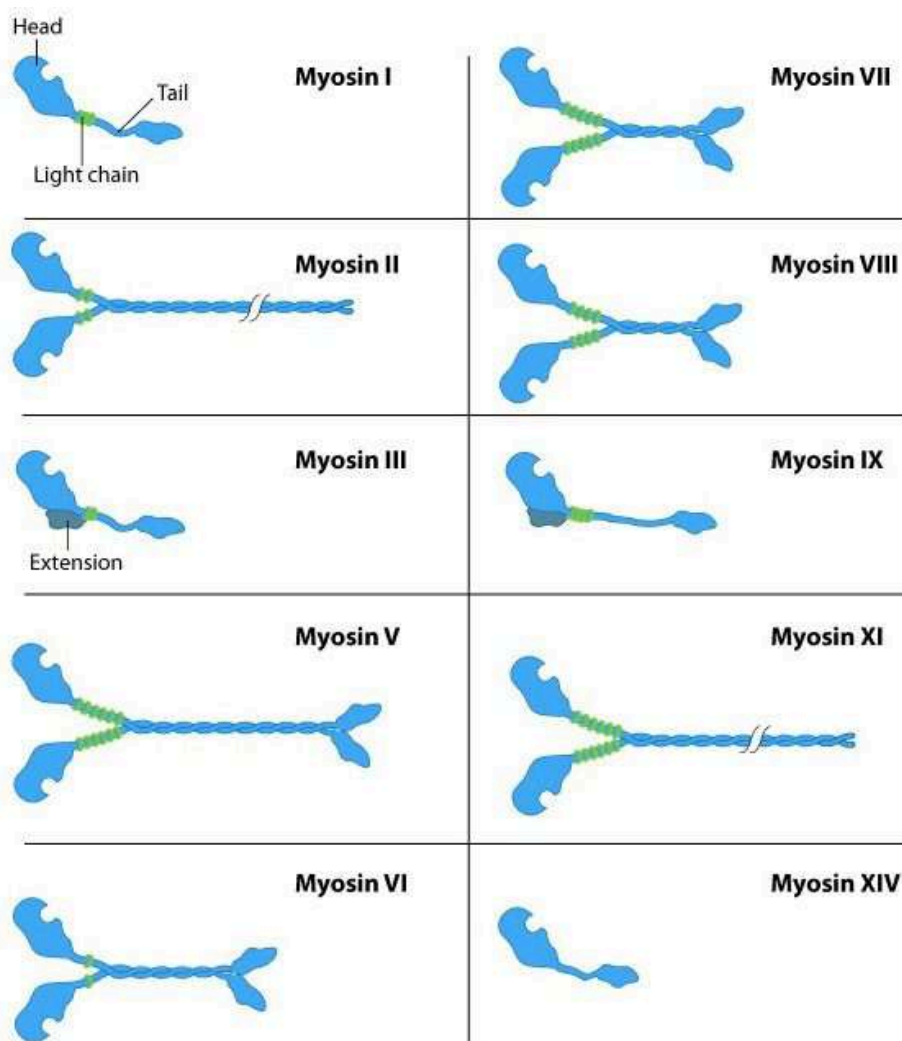 Head
Myosin I
Tail
Light chain
Myosin VII
Myosin II
Myosin VIII
Myosin III
Extension
Myosin IX
Myosin V
Myosin XI
Myosin VI
Myosin XIV